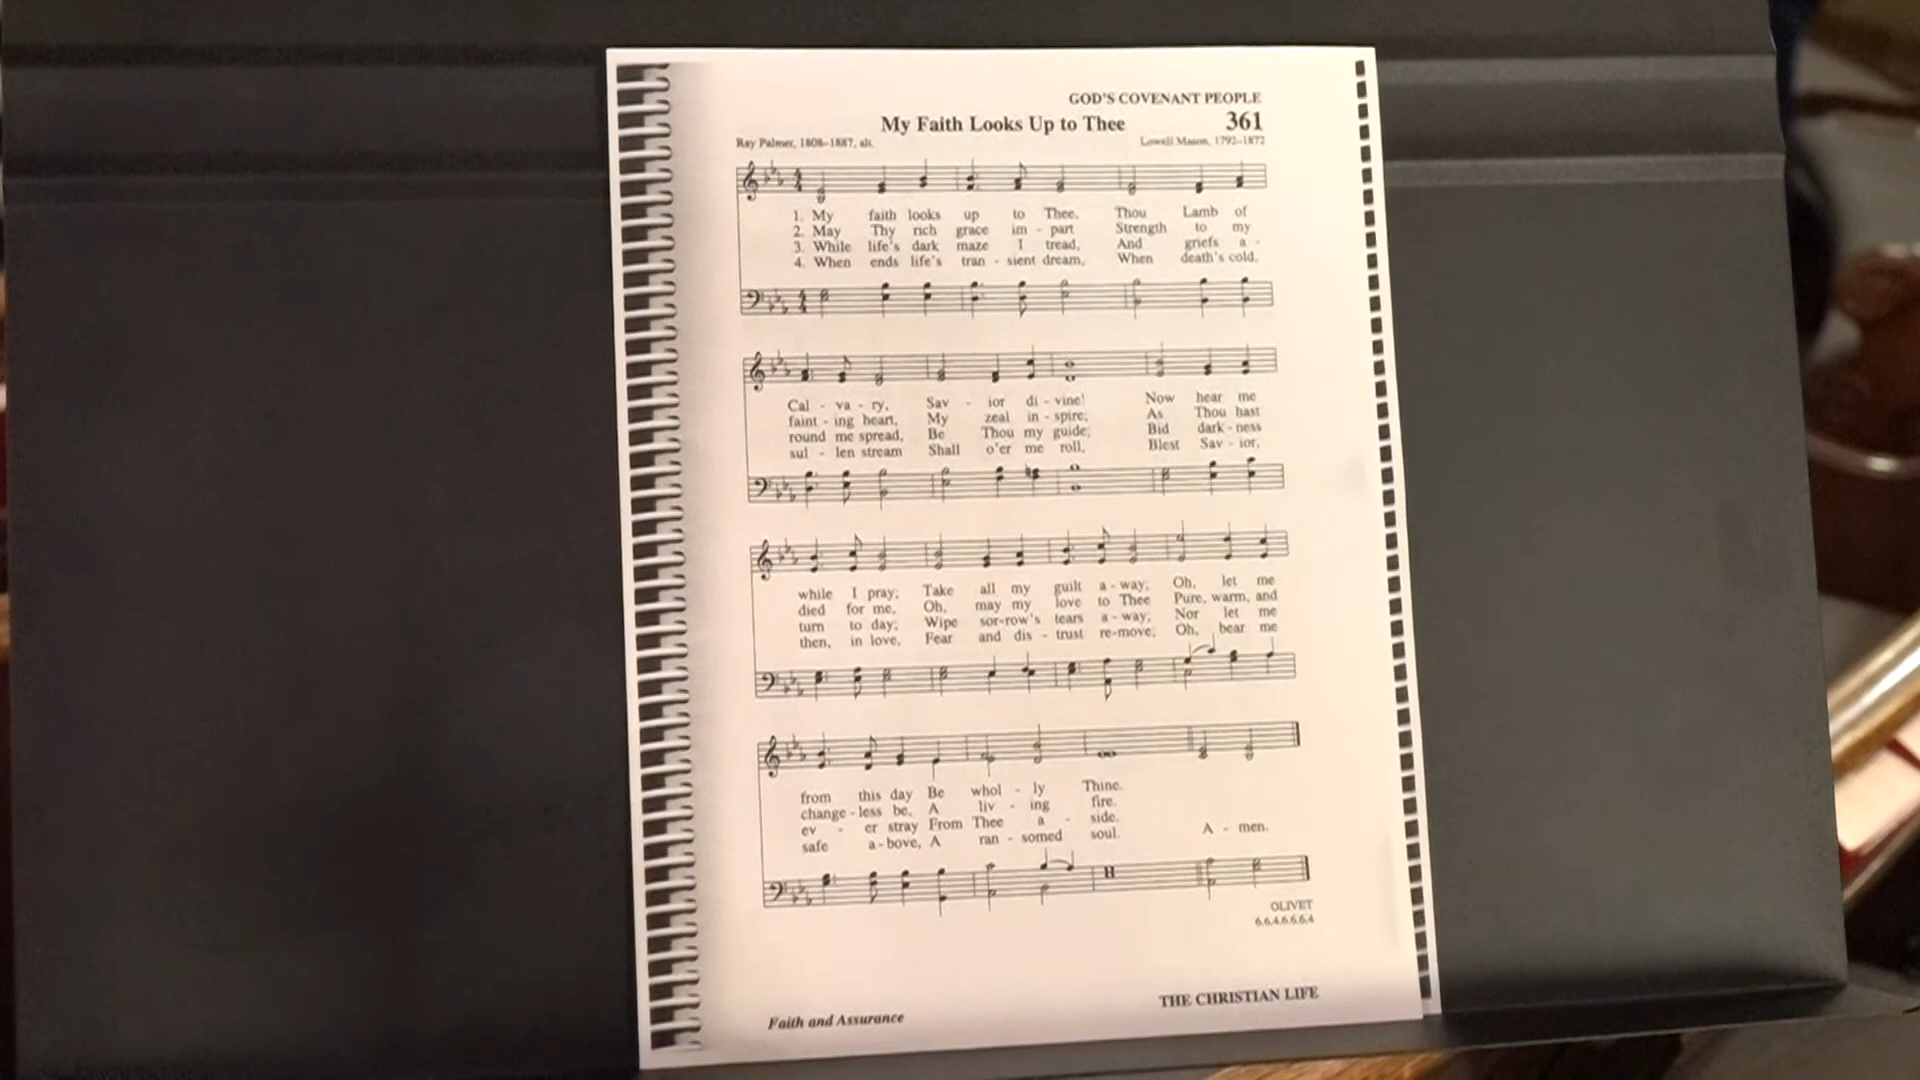 GOD'S COVENANT PEOPLE
My Faith Looks Up to Thee 361
Ray Palmer, 1808–1887, alt. Lowell Mason, 1792–1872
1. My faith looks up to Thee, Thou Lamb of
2. May Thy rich grace im - part Strength to my
3. While life's dark maze I tread, And griefs a -
4. When ends life's tran - sient dream, When death's cold,
Cal - va - ry, Sav - ior di - vine! Now hear me
faint - ing heart, My zeal in - spire; As Thou hast
round me spread, Be Thou my guide; Bid dark - ness
sul - len stream Shall o'er me roll, Blest Sav - ior,
while I pray; Take all my guilt a - way; Oh, let me
died for me, Oh, may my love to Thee Pure, warm, and
turn to day; Wipe sor-row's tears a - way; Nor let me
then, in love, Fear and dis - trust re-move; Oh, bear me
from this day Be whol - ly Thine.
change - less be, A liv - ing fire.
ev - er stray From Thee a - side.
safe a - bove, A ran - somed soul. A - men.
OLIVET
6.6.4.6.6.6.4
THE CHRISTIAN LIFE
Faith and Assurance